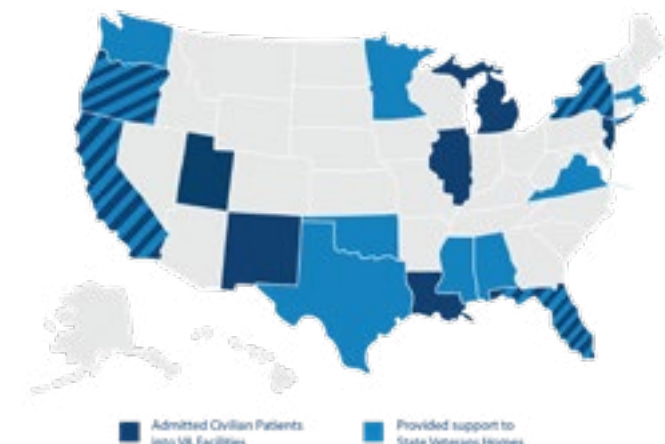 Admitted Civilian Patients
Into VA Facilities
Provided support to
State Veterans Homes